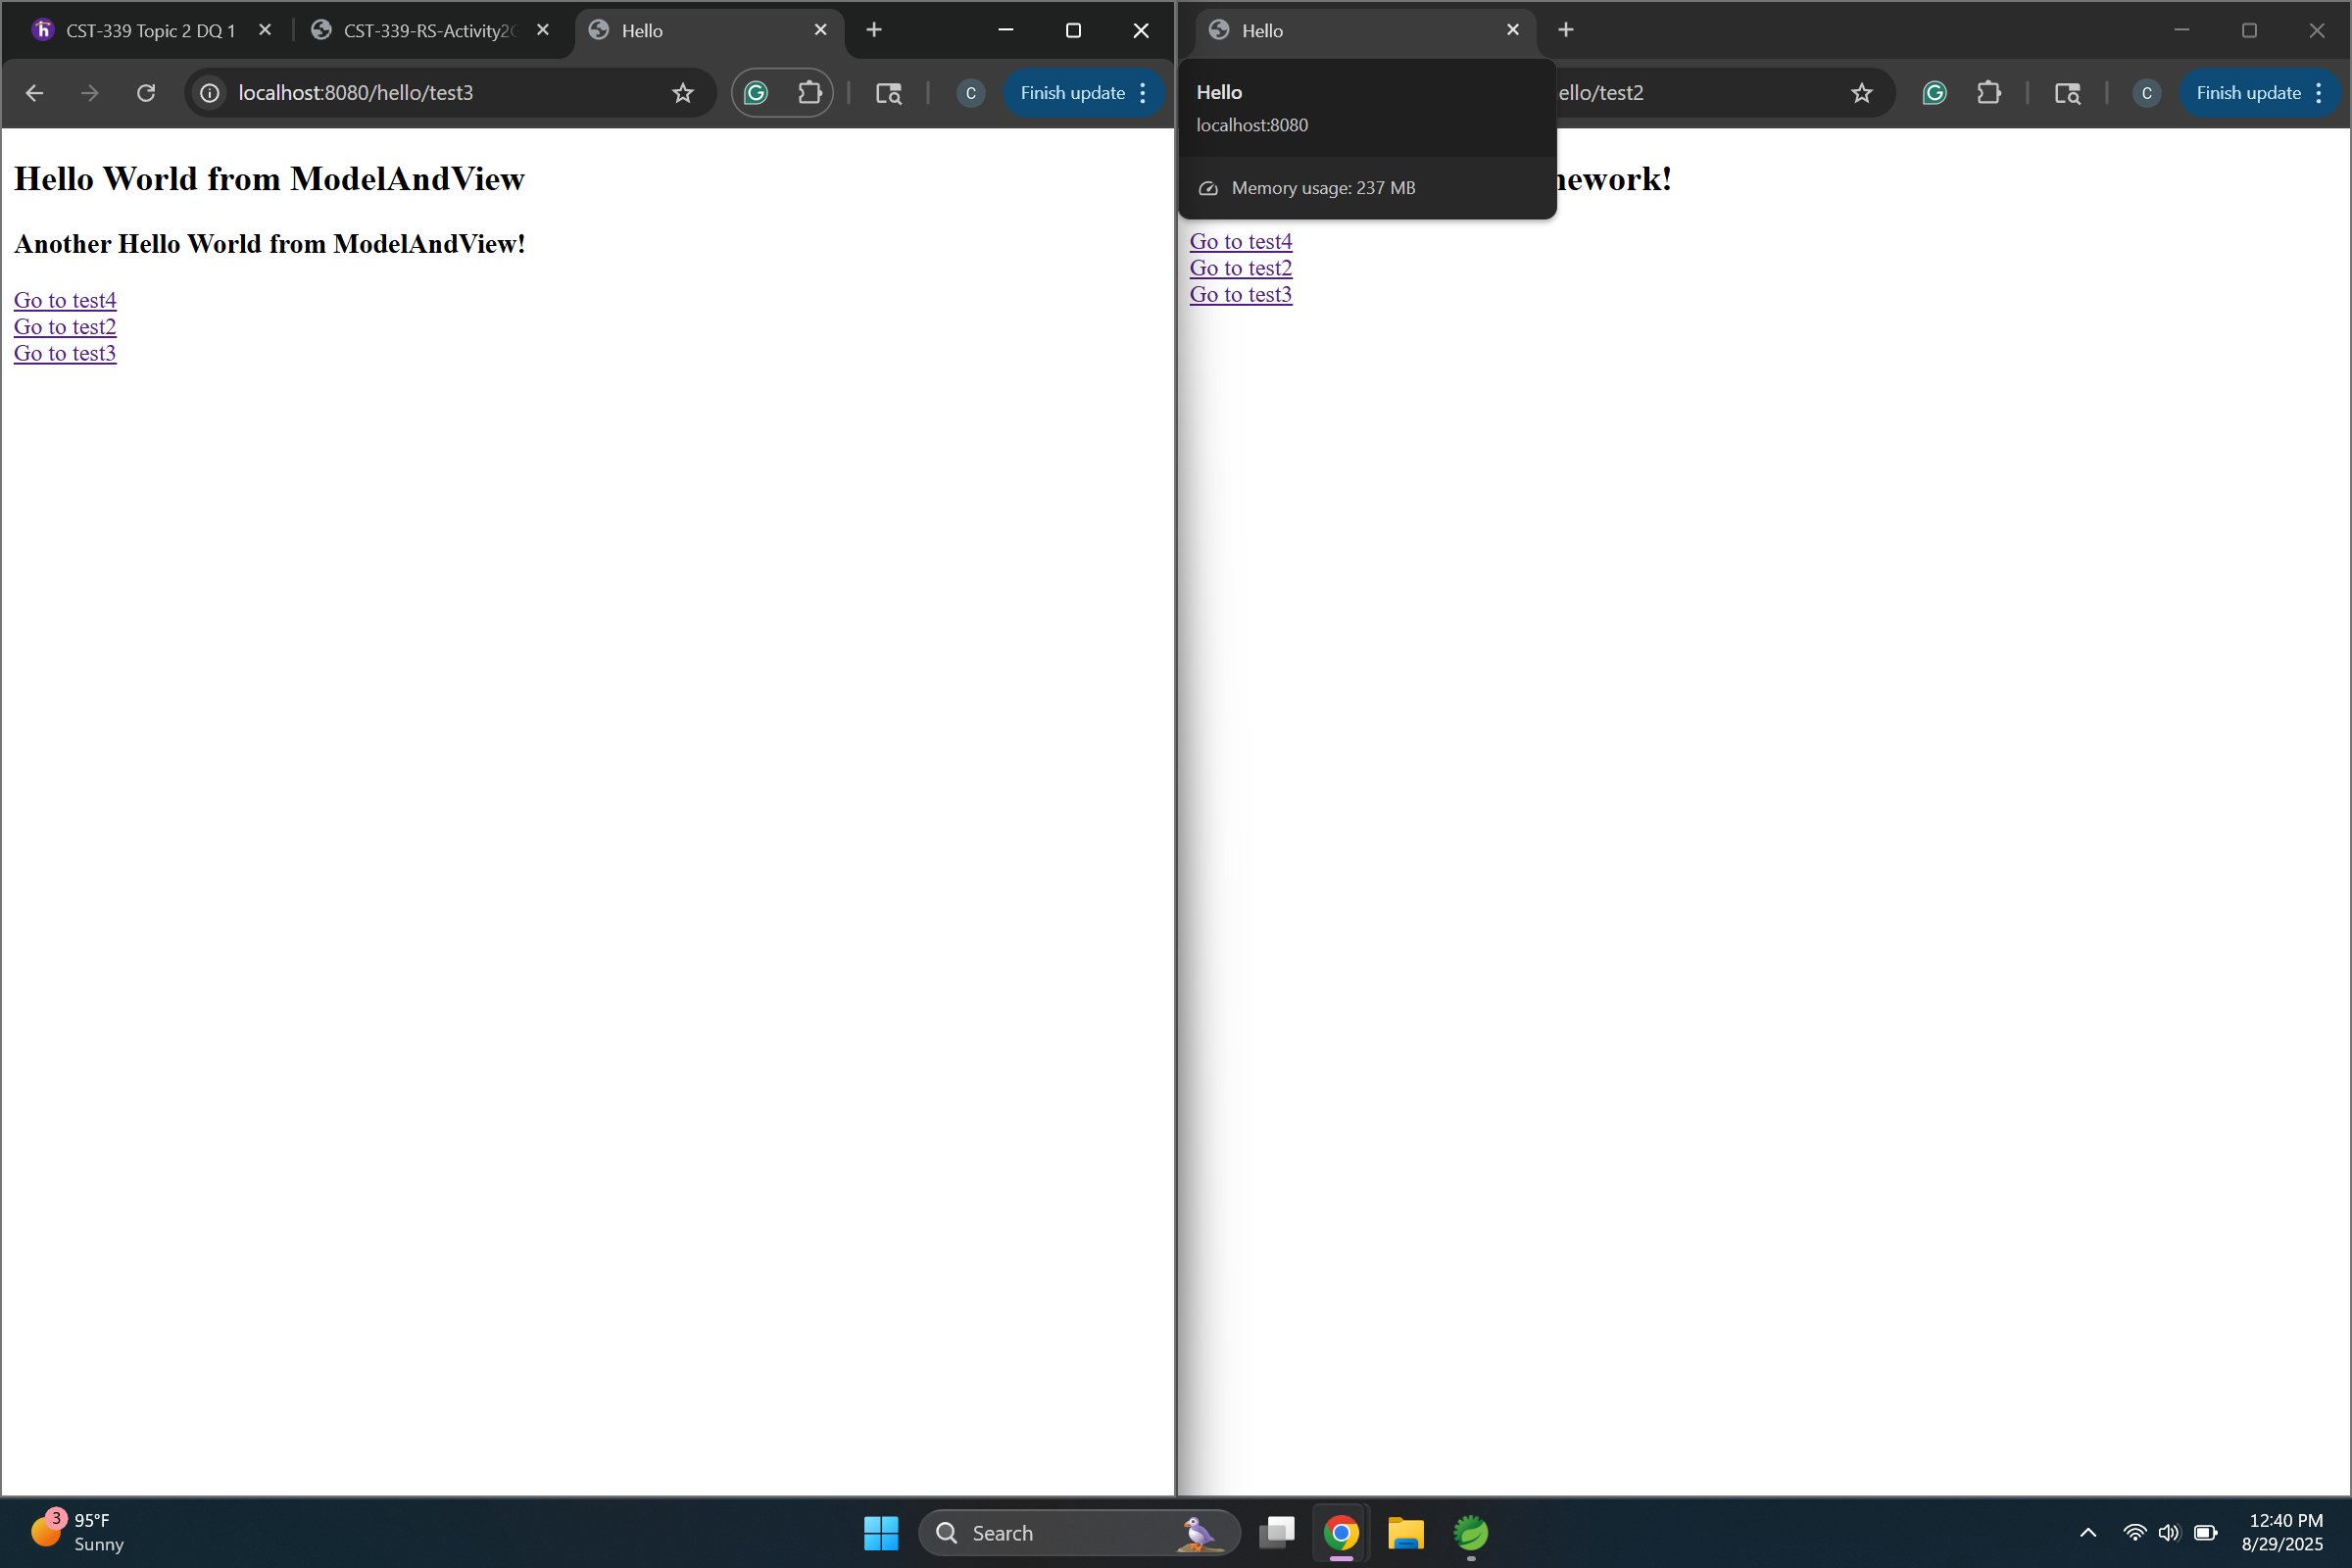 CST-339 Topic 2 DQ 1
CST-339-RS-Activity2
Hello
localhost:8080/hello/test3
C
Finish update
Hello World from ModelAndView
Another Hello World from ModelAndView!
Go to test4
Go to test2
Go to test3
Hello
ello/test2
C
Finish update
Hello
localhost:8080
Memory usage: 237 MB
nework!
Go to test4
Go to test2
Go to test3
3
95°F
Sunny
Search
12:40 PM
8/29/2025